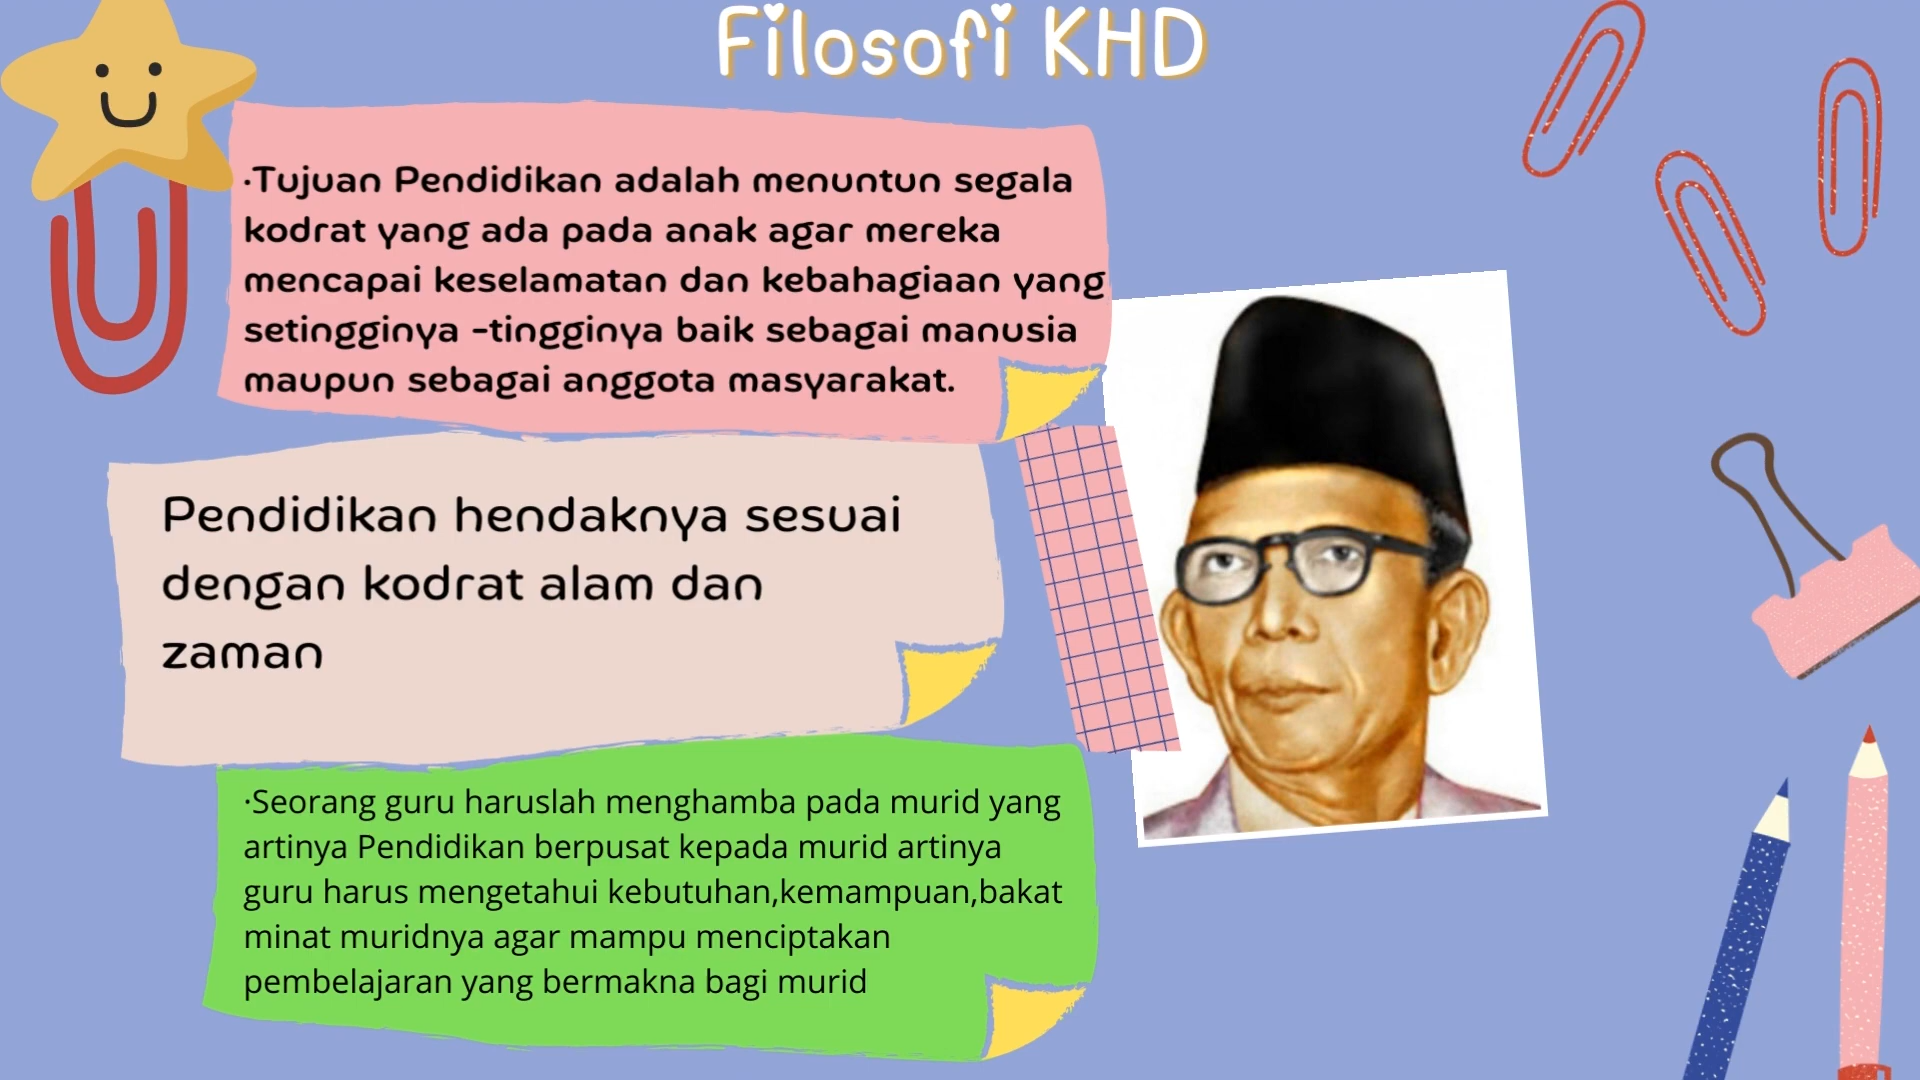 Filosofi KHD
·Tujuan Pendidikan adalah menuntun segala
kodrat yang ada pada anak agar mereka
mencapai keselamatan dan kebahagiaan yang
setingginya -tingginya baik sebagai manusia
maupun sebagai anggota masyarakat.
Pendidikan hendaknya sesuai
dengan kodrat alam dan
zaman
·Seorang guru haruslah menghamba pada murid yang
artinya Pendidikan berpusat kepada murid artinya
guru harus mengetahui kebutuhan,kemampuan,bakat
minat muridnya agar mampu menciptakan
pembelajaran yang bermakna bagi murid